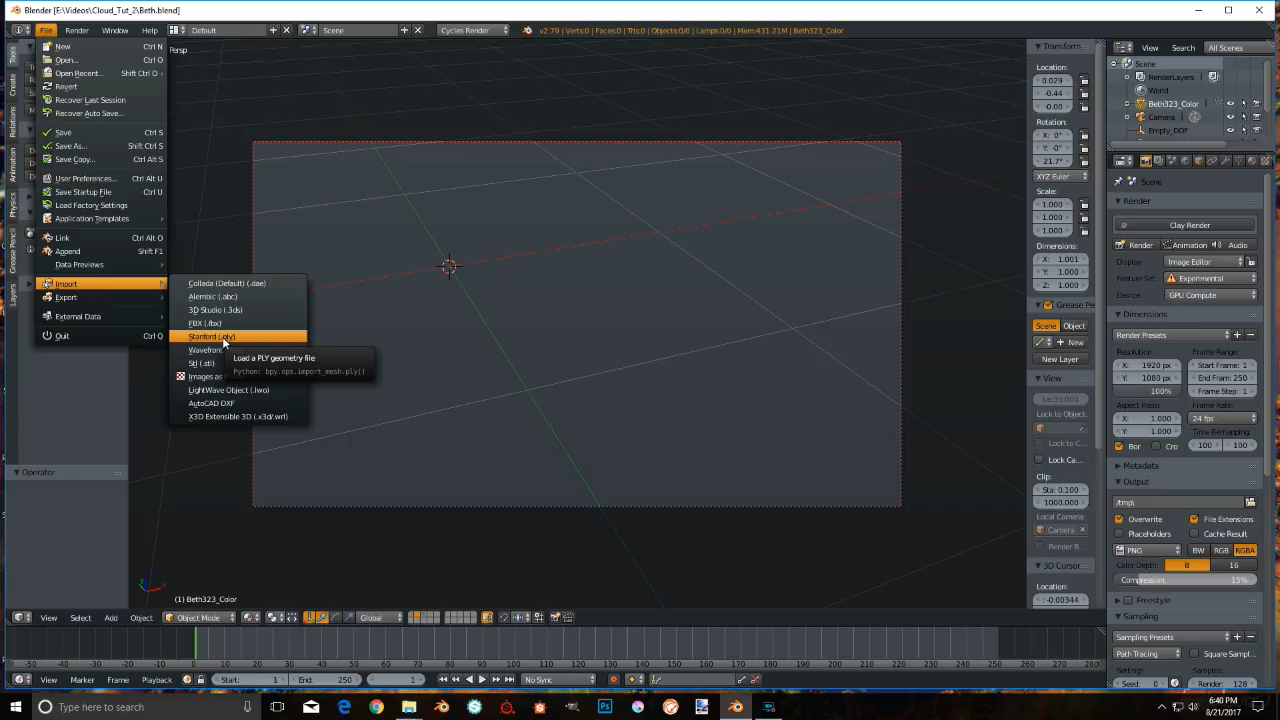 Blender [E:\Videos\Cloud_Tut_2\Beth.blend]
File Render Window Help Default Scene Cycles Render v2.79 | Verts:0 | Faces:0 | Tris:0 | Objects:0/0 | Lamps:0/0 | Mem:431.21M | Beth323_Color
View Search All Scenes
New Ctrl N
Open... Ctrl O
Open Recent... Shift Ctrl O
Revert
Recover Last Session
Recover Auto Save...
Save Ctrl S
Save As... Shift Ctrl S
Save Copy... Ctrl Alt S
User Preferences... Ctrl Alt U
Save Startup File Ctrl U
Load Factory Settings
Application Templates
Link Ctrl Alt O
Append Shift F1
Data Previews
Import
Export
External Data
Quit Ctrl Q
Tools
Create
Relations
Animation
Physics
Grease Pencil
Layers
Operator
Collada (Default) (.dae)
Alembic (.abc)
3D Studio (.3ds)
FBX (.fbx)
Stanford (.ply)
Wavefront
Stl (.stl)
Images as
LightWave Object (.lwo)
AutoCAD DXF
X3D Extensible 3D (.x3d/.wrl)
Load a PLY geometry file
Python: bpy.ops.import_mesh.ply()
Persp
(1) Beth323_Color
Transform
Location:
0.029
-0.44
-0.00
Rotation:
X: 0°
Y: -0°
21.7°
XYZ Euler
Scale:
1.000
1.000
1.000
Dimensions:
X: 1.001
Y: 1.001
Z: 1.000
Grease Pe
Scene Object
New
New Layer
View
Le:35.000
Lock to Object:
Lock to C
Lock Ca...
Clip:
Sta: 0.100
1000.000
Local Camera:
Camera
Render B...
3D Cursor
Location:
-0.00344
Scene
RenderLayers
World
Beth323_Color
Camera
Empty_DOF
Scene
Render
Clay Render
Render Animation Audio
Display: Image Editor
Feature Set: Experimental
Device: GPU Compute
Dimensions
Render Presets
Resolution: Frame Range:
X: 1920 px Start Frame: 1
Y: 1080 px End Fram: 250
100% Frame Step: 1
Aspect Ratio: Frame Rate:
X: 1.000 24 fps
Y: 1.000 Time Remapping:
Bor Cro 100 100
Metadata
Output
/tmp\
Overwrite File Extensions
Placeholders Cache Result
PNG BW RGB RGBA
Color Depth: 8 16
Compression: 15%
Freestyle
Sampling
Sampling Presets
Path Tracing Square Sampl...
Settings: Samples:
Seed: 0 Render: 128
View Select Add Object Object Mode Global
-50 -40 -30 -20 -10 0 10 20 30 40 50 60 70 80 90 100 110 120 130 140 150 160 170 180 190 200 210 220 230 240 250 260 270 280
View Marker Frame Playback Start: 1 End: 250 1 No Sync
Type here to search
6:40 PM
8/21/2017